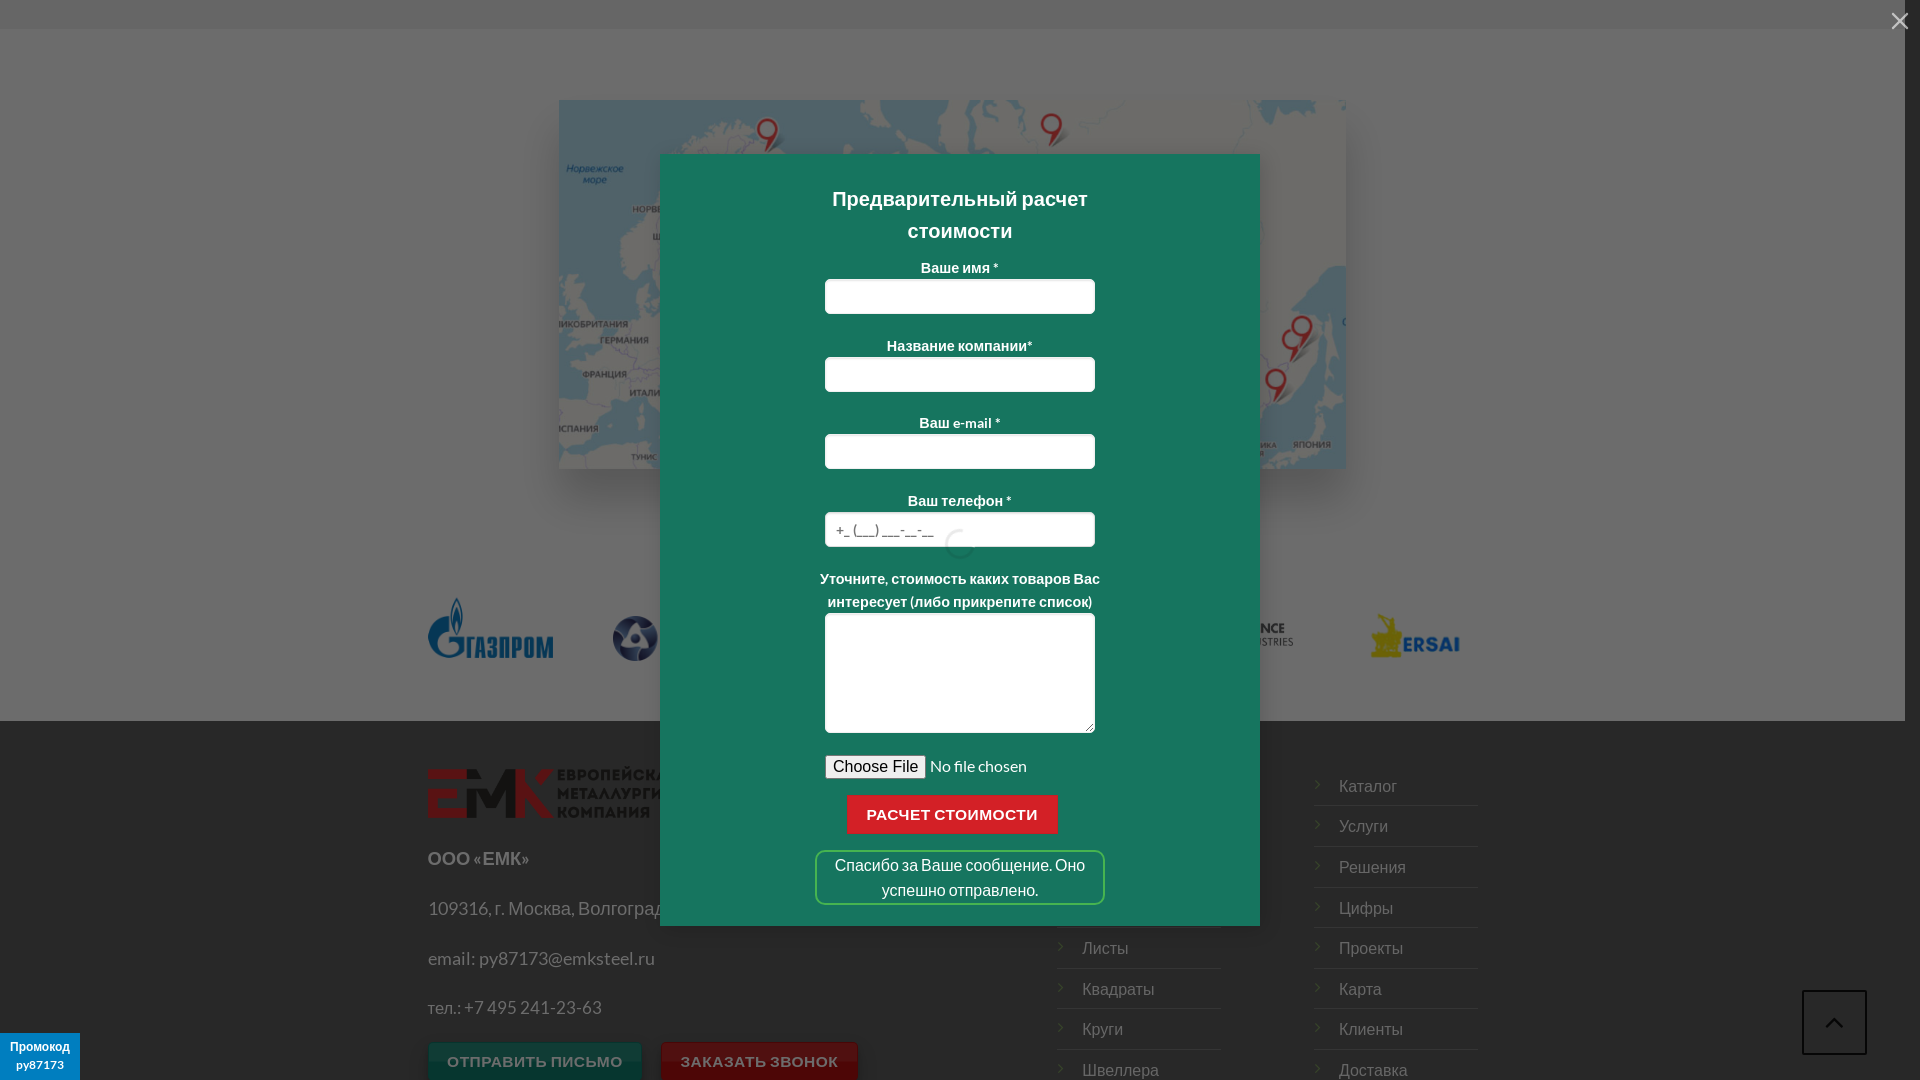 Норвежское
море
НОРВЕ
ИКОБРИТАНИЯ
ГЕРМАНИЯ
ФРАНЦИЯ
ИТАЛИ
ИСПАНИЯ
ТУНИС
ЯПОНИЯ
Предварительный расчет
стоимости
Ваше имя *
Название компании*
Ваш e-mail *
Ваш телефон *
+_ (___) ___-__-__
Уточните, стоимость каких товаров Вас
интересует (либо прикрепите список)
Choose File No file chosen
РАСЧЕТ СТОИМОСТИ
Спасибо за Ваше сообщение. Оно
успешно отправлено.
ГАЗПРОМ
NCE
USTRIES
ERSAI
ЕМК ЕВРОПЕЙСКА
МЕТАЛЛУРГИ
КОМПАНИЯ
ООО «ЕМК»
109316, г. Москва, Волгоград
email: py87173@emksteel.ru
тел.: +7 495 241-23-63
ОТПРАВИТЬ ПИСЬМО
ЗАКАЗАТЬ ЗВОНОК
Промокод
py87173
Листы
Квадраты
Круги
Швеллера
Каталог
Услуги
Решения
Цифры
Проекты
Карта
Клиенты
Доставка